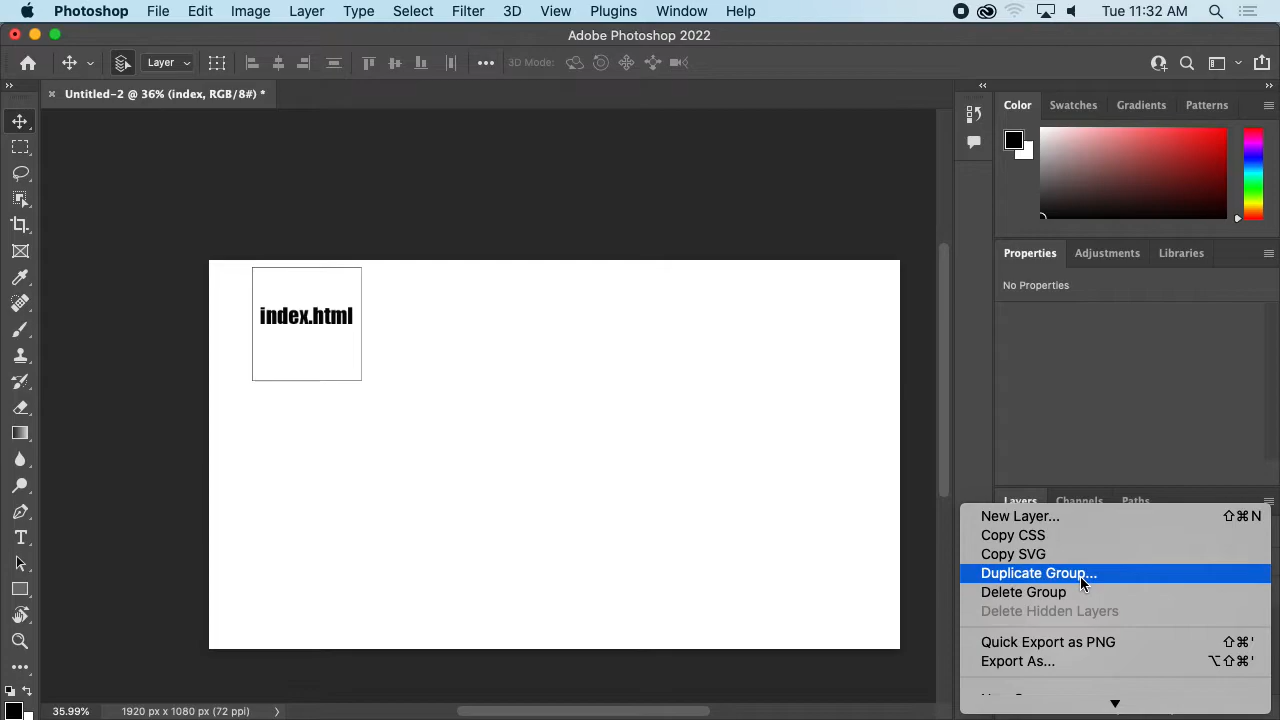 Photoshop File Edit Image Layer Type Select Filter 3D View Plugins Window Help Tue 11:32 AM
Adobe Photoshop 2022
Layer 3D Mode:
Untitled-2 @ 36% (index, RGB/8#) *
Color Swatches Gradients Patterns
Properties Adjustments Libraries
No Properties
index.html
Layers Channels Paths
New Layer... ⇧⌘N
Copy CSS
Copy SVG
Duplicate Group...
Delete Group
Delete Hidden Layers
Quick Export as PNG ⇧⌘'
Export As... ⌥⇧⌘'
35.99% 1920 px x 1080 px (72 ppi)